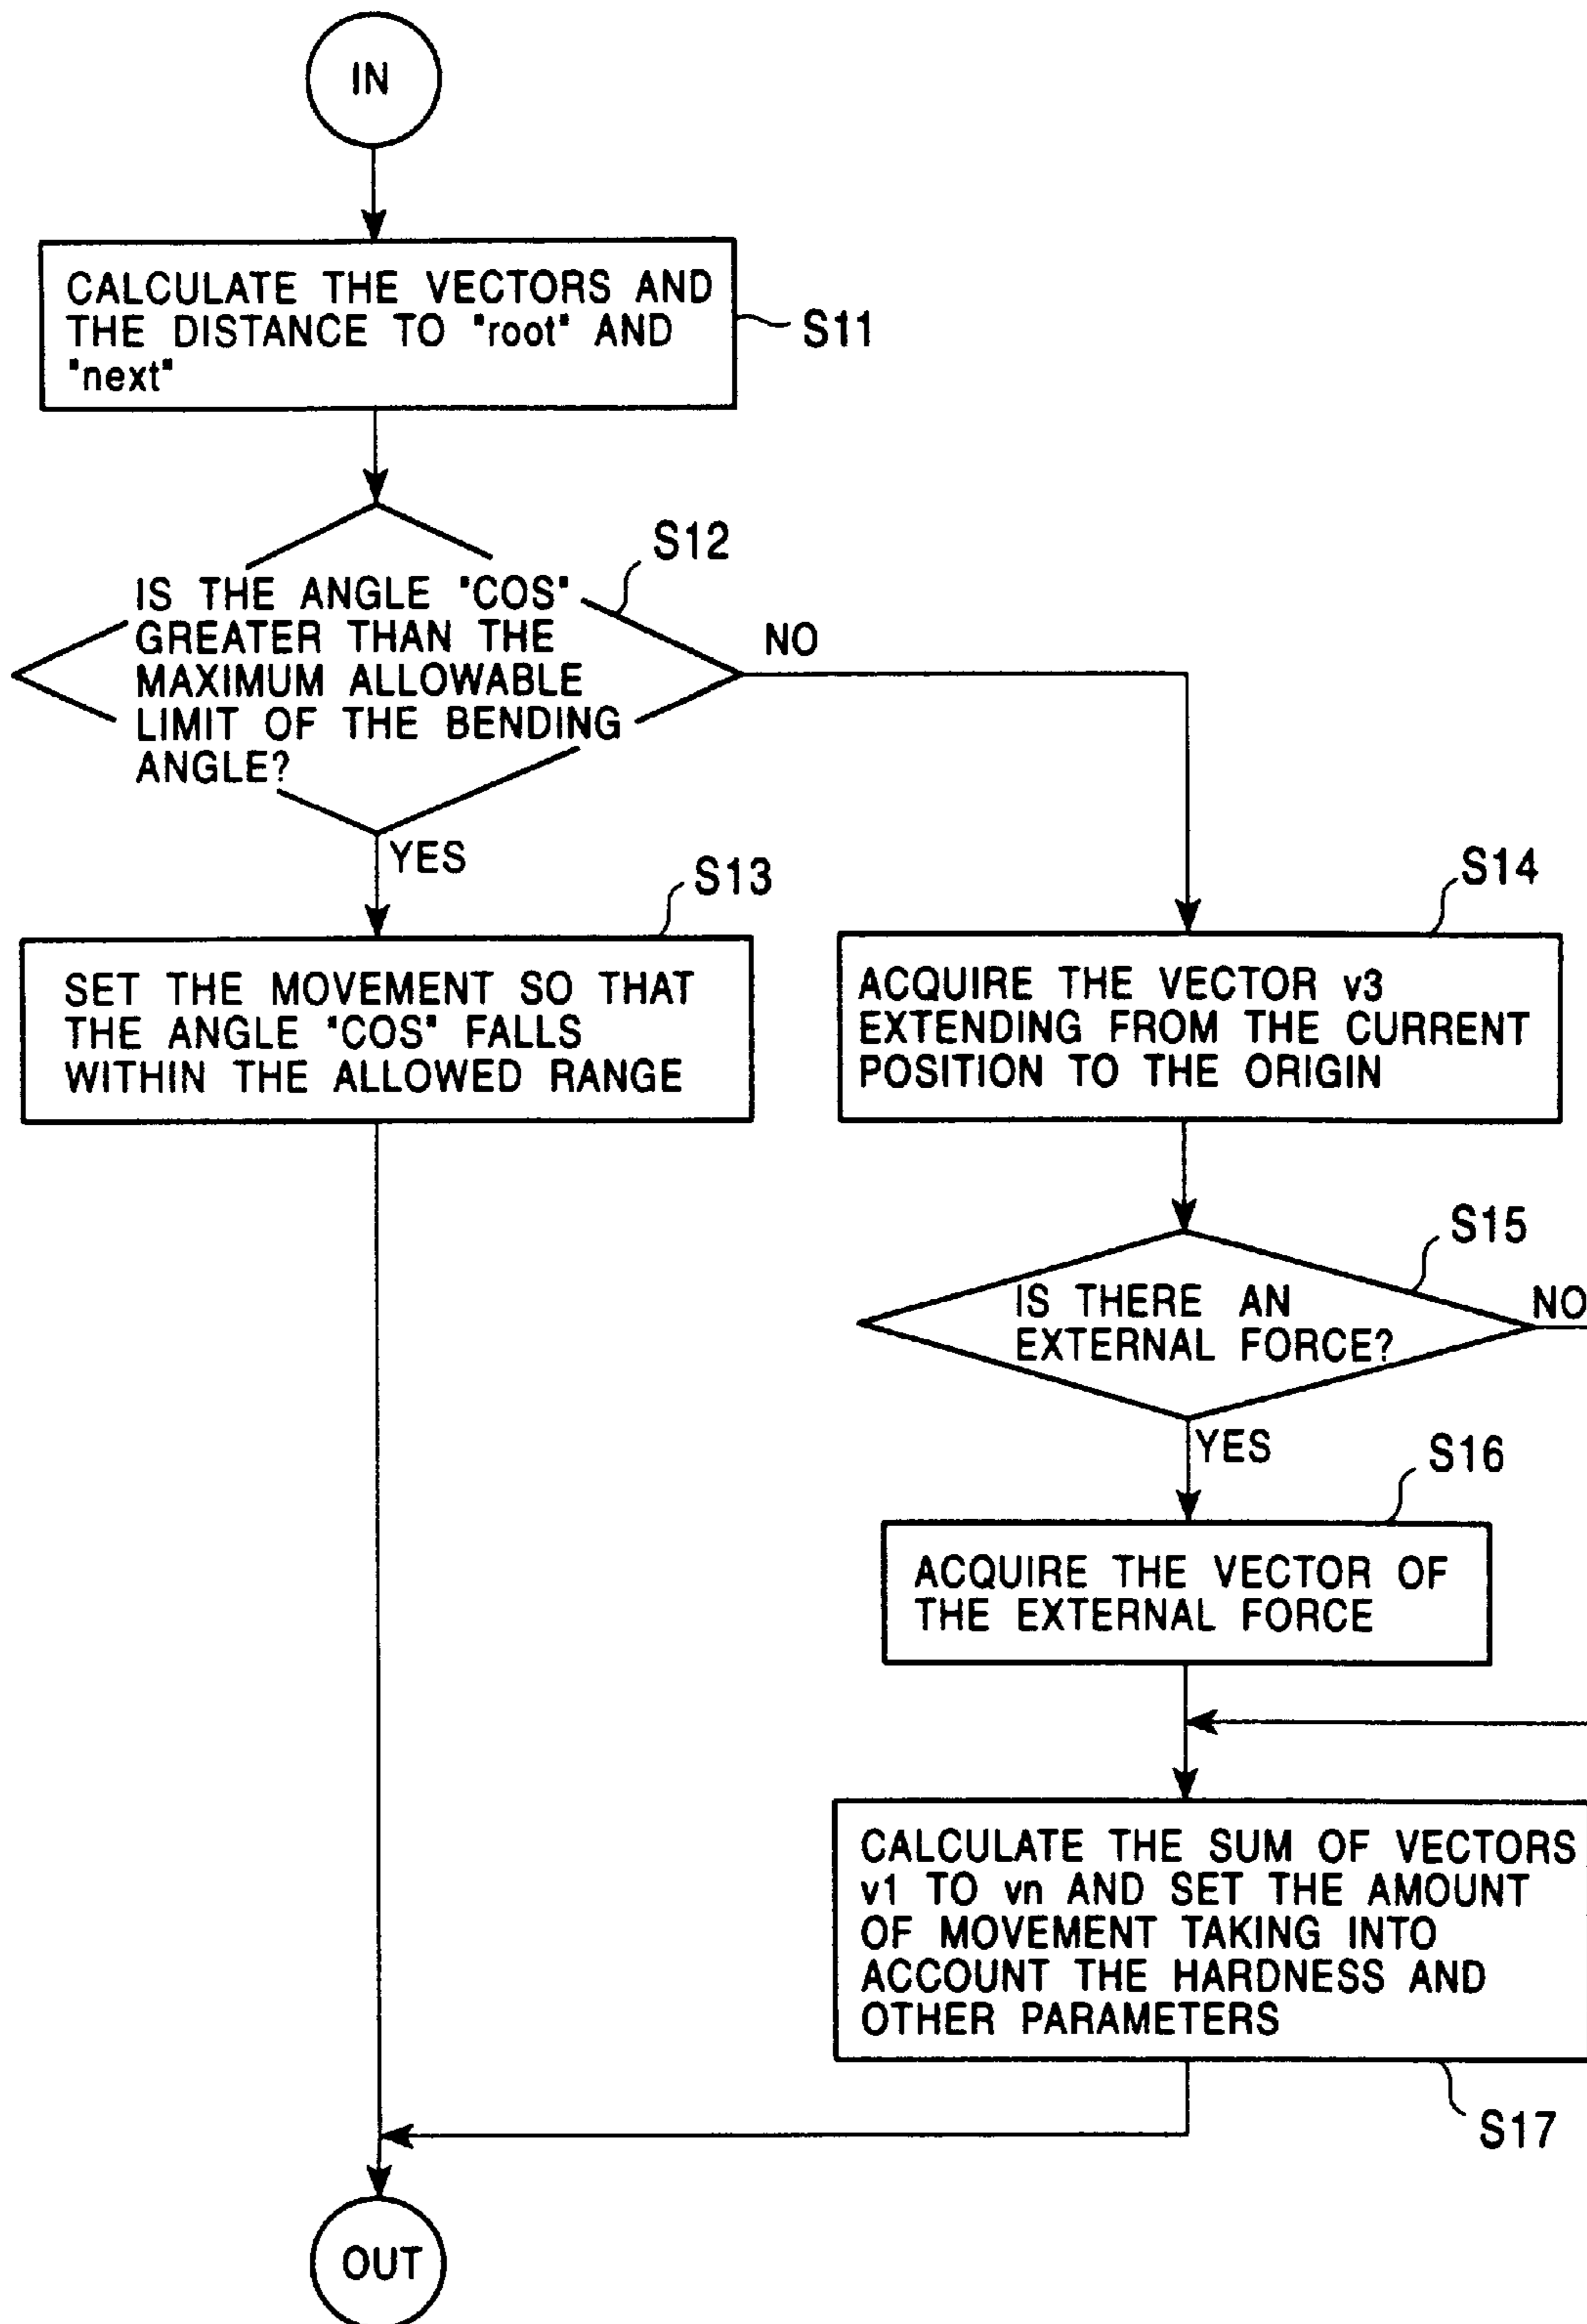 IN
CALCULATE THE VECTORS AND
THE DISTANCE TO "root" AND
"next"
S11
S12
IS THE ANGLE "COS"
GREATER THAN THE
MAXIMUM ALLOWABLE
LIMIT OF THE BENDING
ANGLE?
NO
YES
S13
SET THE MOVEMENT SO THAT
THE ANGLE "COS" FALLS
WITHIN THE ALLOWED RANGE
S14
ACQUIRE THE VECTOR v3
EXTENDING FROM THE CURRENT
POSITION TO THE ORIGIN
S15
IS THERE AN
EXTERNAL FORCE?
NO
YES
S16
ACQUIRE THE VECTOR OF
THE EXTERNAL FORCE
CALCULATE THE SUM OF VECTORS
v1 TO vn AND SET THE AMOUNT
OF MOVEMENT TAKING INTO
ACCOUNT THE HARDNESS AND
OTHER PARAMETERS
S17
OUT